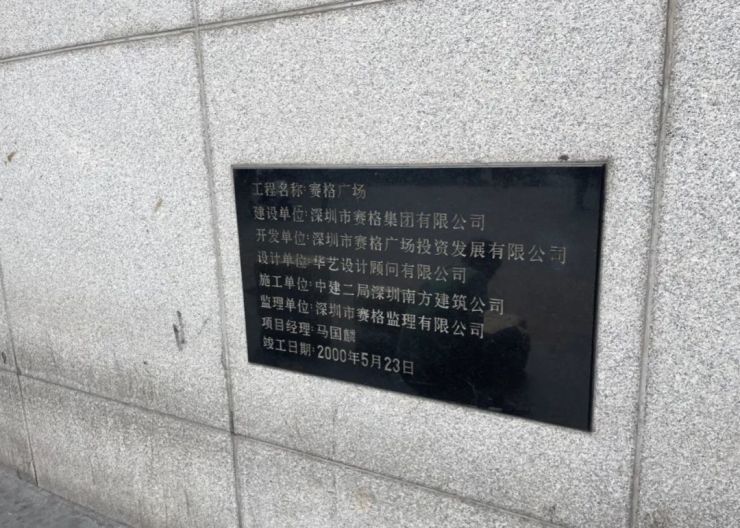 工程名称:赛格广场
建设单位:深圳市赛格集团有限公司
开发单位:深圳市赛格广场投资发展有限公司
设计单位:华艺设计顾问有限公司
施工单位:中建二局深圳南方建筑公司
监理单位:深圳市赛格监理有限公司
项目经理:马国麟
竣工日期:2000年5月23日